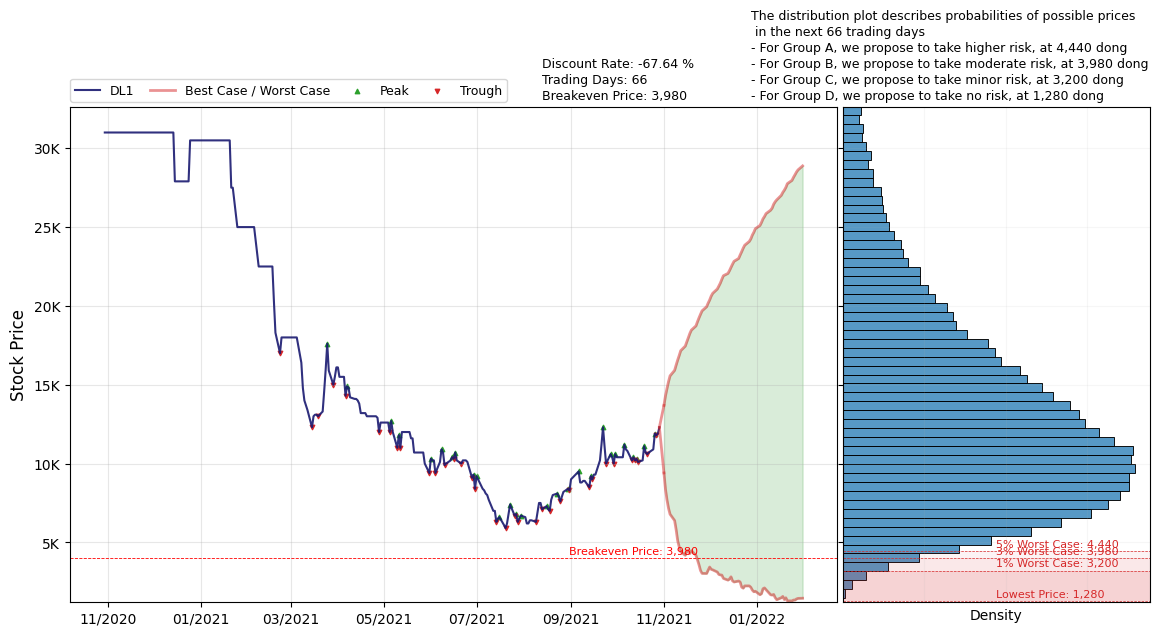 The distribution plot describes probabilities of possible prices
in the next 66 trading days
- For Group A, we propose to take higher risk, at 4,440 dong
- For Group B, we propose to take moderate risk, at 3,980 dong
- For Group C, we propose to take minor risk, at 3,200 dong
- For Group D, we propose to take no risk, at 1,280 dong
Discount Rate: -67.64 %
Trading Days: 66
Breakeven Price: 3,980
DL1
Best Case / Worst Case
Peak
Trough
Stock Price
30K
25K
20K
15K
10K
5K
Breakeven Price: 3,980
5% Worst Case: 4,440
3% Worst Case: 3,980
1% Worst Case: 3,200
Lowest Price: 1,280
11/2020
01/2021
03/2021
05/2021
07/2021
09/2021
11/2021
01/2022
Density